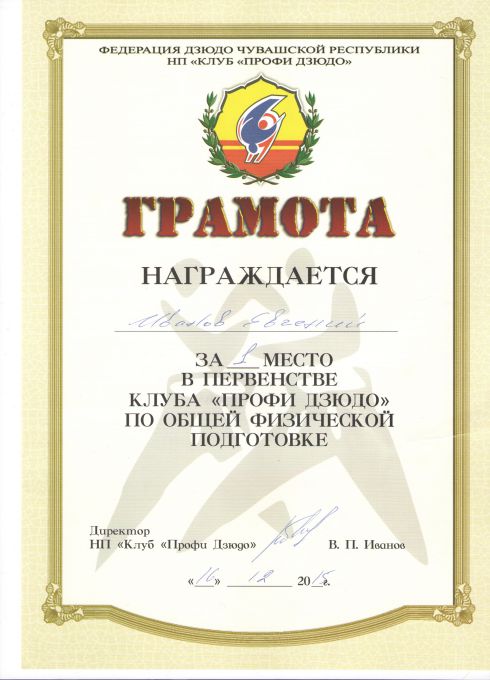 ФЕДЕРАЦИЯ ДЗЮДО ЧУВАШСКОЙ РЕСПУБЛИКИ
НП «КЛУБ «ПРОФИ ДЗЮДО»
ГРАМОТА
НАГРАЖДАЕТСЯ
Иванов Евгений
ЗА 1 МЕСТО
В ПЕРВЕНСТВЕ
КЛУБА «ПРОФИ ДЗЮДО»
ПО ОБЩЕЙ ФИЗИЧЕСКОЙ
ПОДГОТОВКЕ
Директор
НП «Клуб «Профи Дзюдо» В. П. Иванов
«16» 12 2015г.